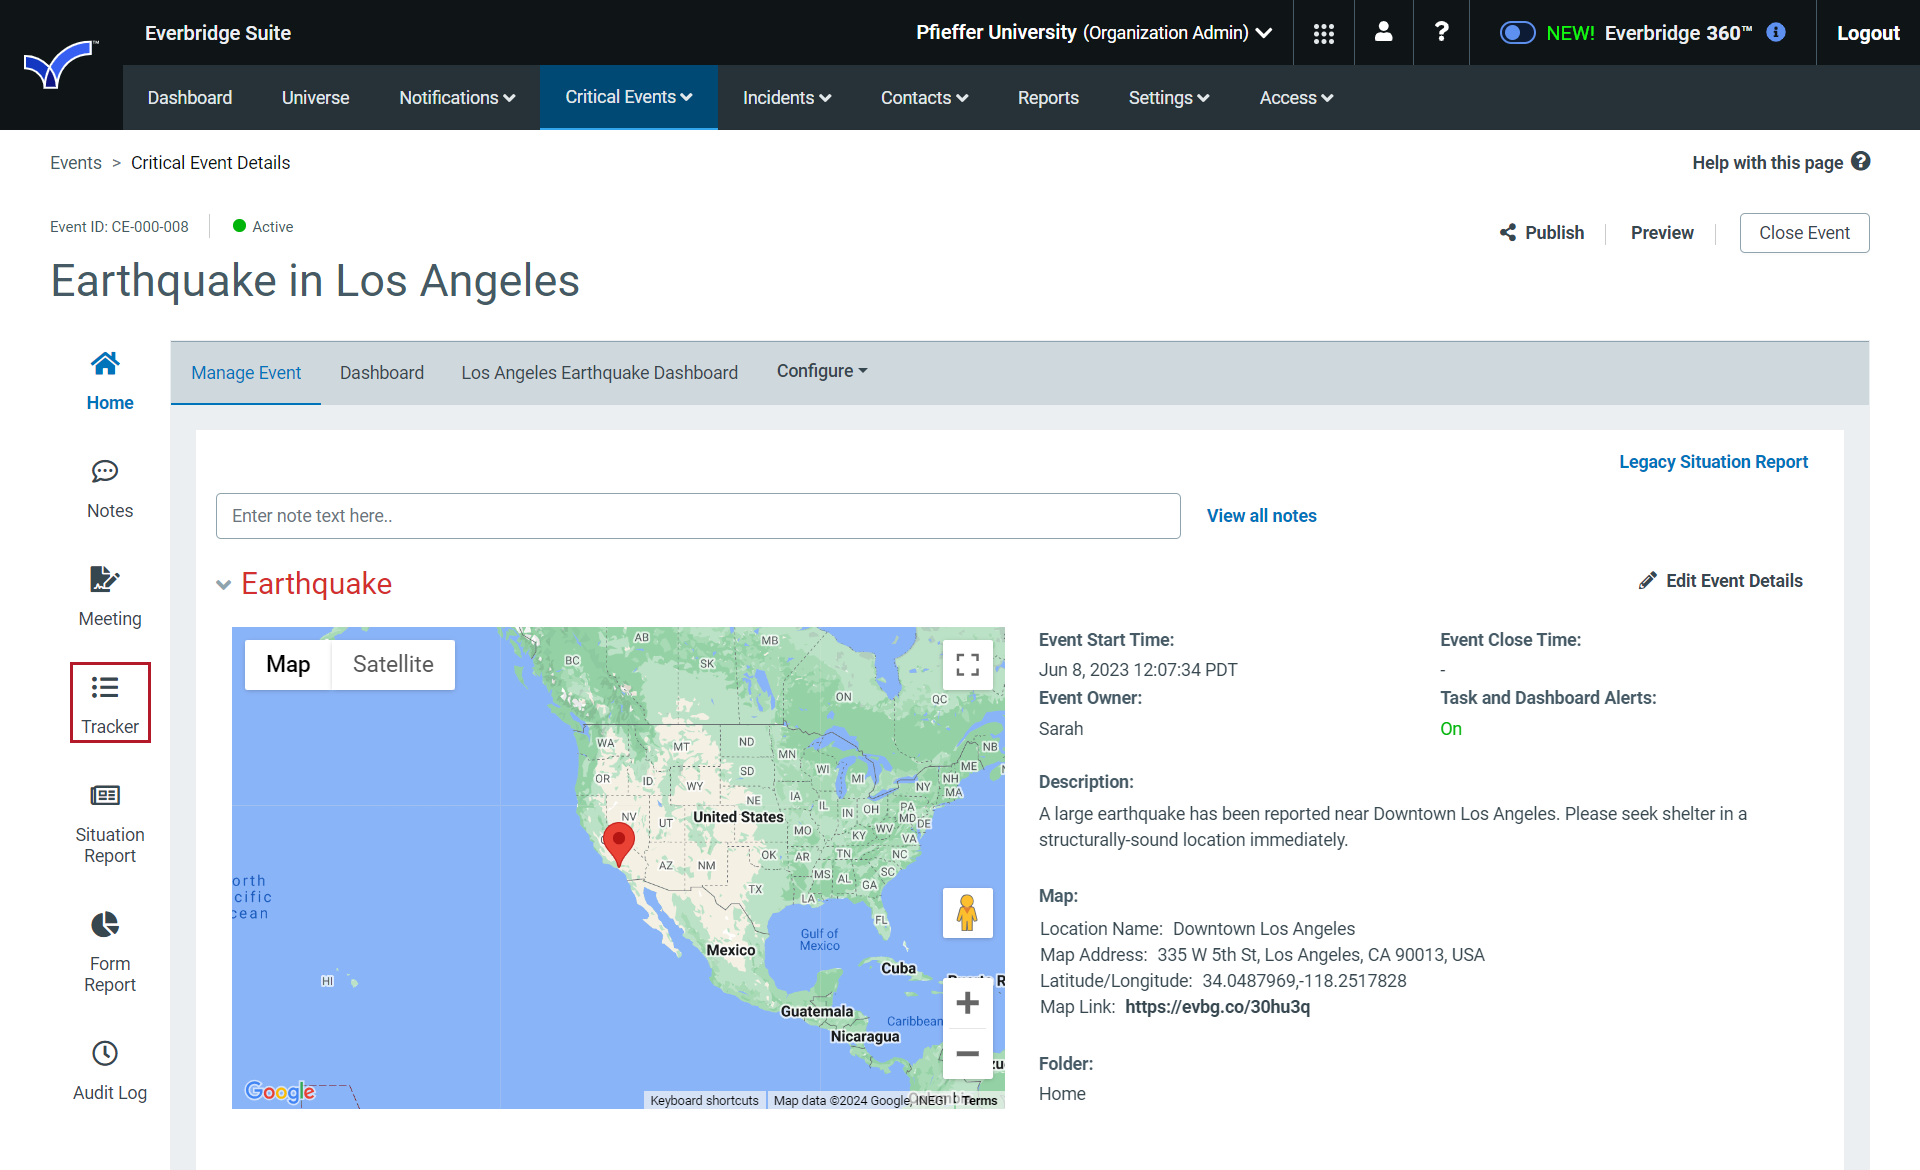 Everbridge Suite
Pfieffer University (Organization Admin)
?
NEW! Everbridge 360™
Logout
Dashboard
Universe
Notifications
Critical Events
Incidents
Contacts
Reports
Settings
Access
Events > Critical Event Details
Help with this page ?
Event ID: CE-000-008
Active
Publish
Preview
Close Event
Earthquake in Los Angeles
Home
Notes
Meeting
Tracker
Situation
Report
Form
Report
Audit Log
Manage Event
Dashboard
Los Angeles Earthquake Dashboard
Configure
Legacy Situation Report
Enter note text here..
View all notes
Earthquake
Edit Event Details
Map
Satellite
AB
MB
BC
SK
ON
QC
WA
MT
ND
MN
NB
OR
ID
SD
WI
MI
ME
NH
WY
NY
MA
NE
IA
IL
IN
OH
PA
MD
DE
NV
UT
United States
MO
KY
WV
VA
AZ
NM
OK
AR
TN
NC
MS
AL
SC
GA
TX
LA
FL
orth
cific
cean
Gulf of
Mexico
Mexico
Cuba
HI
Guatemala
Caribbean
Nicaragua
Google
Keyboard shortcuts
Map data ©2024 Google, INEGI
Terms
Event Start Time:
Jun 8, 2023 12:07:34 PDT
Event Owner:
Sarah
Event Close Time:
-
Task and Dashboard Alerts:
On
Description:
A large earthquake has been reported near Downtown Los Angeles. Please seek shelter in a
structurally-sound location immediately.
Map:
Location Name: Downtown Los Angeles
Map Address: 335 W 5th St, Los Angeles, CA 90013, USA
Latitude/Longitude: 34.0487969,-118.2517828
Map Link: https://evbg.co/30hu3q
Folder:
Home